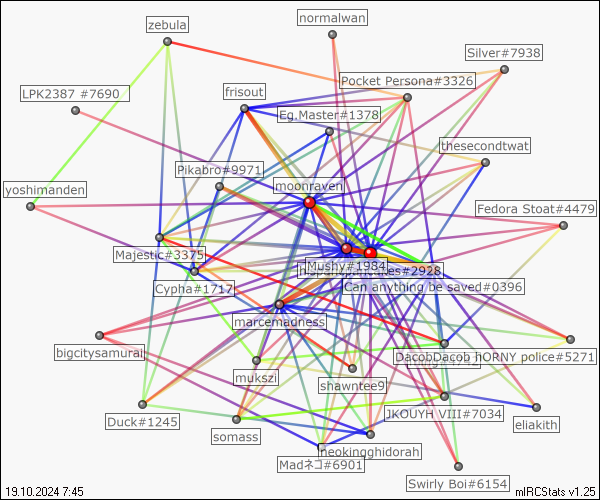 normalwan
zebula
Silver#7938
Pocket Persona#3326
LPK2387 #7690
frisout
Eg.Master#1378
thesecondtwat
Pikabro#9971
moonraven
yoshimanden
Fedora Stoat#4479
Majestic#3375
Mushy#1984
#2928
Cypha#1717
Can anything be saved#0396
marcemadness
bigcitysamurai
DacobDacob
hORNY police#5271
mukszi
shawntee9
Duck#1245
JKOUYH VIII#7034
eliakith
somass
neokingghidorah
Madネコ#6901
Swirly Boi#6154
19.10.2024 7:45
mIRCStats v1.25